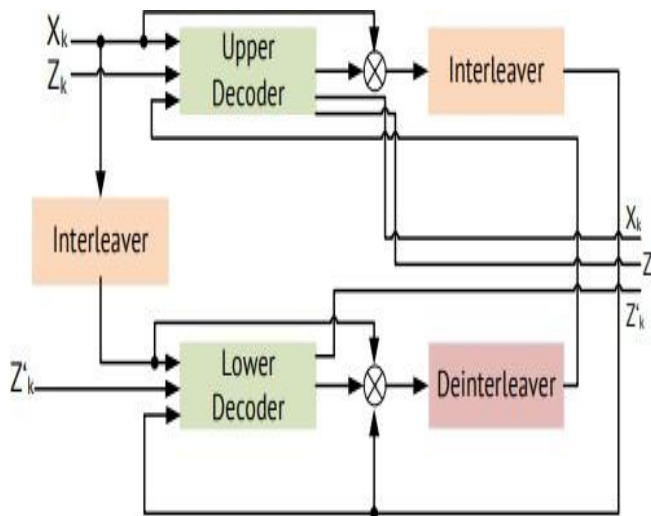 Xk
Zk
Upper
Decoder
Interleaver
Interleaver
Xk
Z
Z'k
Z'k
Lower
Decoder
Deinterleaver